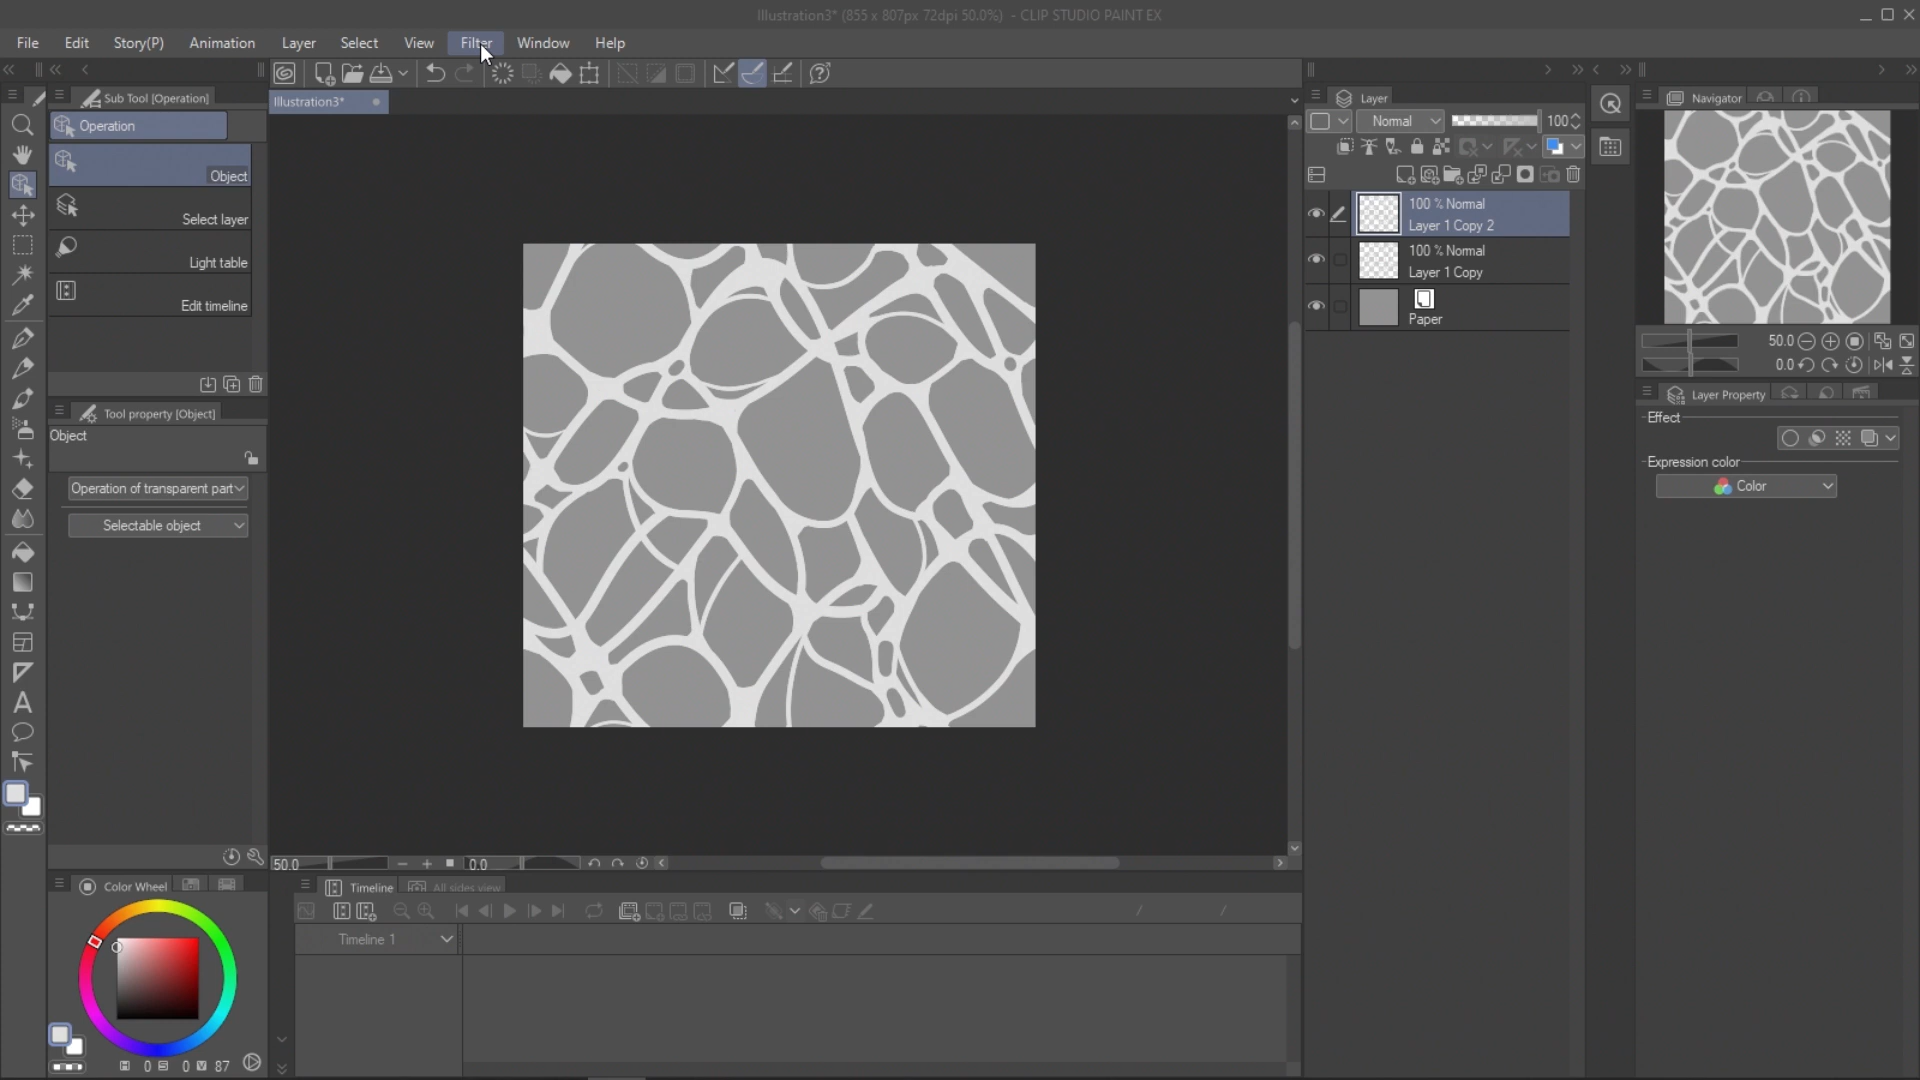 Illustration3* (855 x 807px 72dpi 50.0%) - CLIP STUDIO PAINT EX
File Edit Story(P) Animation Layer Select View Filter Window Help
Sub Tool [Operation]
Operation
Object
Select layer
Light table
Edit timeline
Tool property [Object]
Object
Operation of transparent part
Selectable object
Color Wheel
0 0 87
Illustration3*
50.0 0.0
Timeline All sides view
Timeline 1
Layer
Normal 100
100 % Normal
Layer 1 Copy 2
100 % Normal
Layer 1 Copy
Paper
Navigator
50.0
0.0
Layer Property
Effect
Expression color
Color